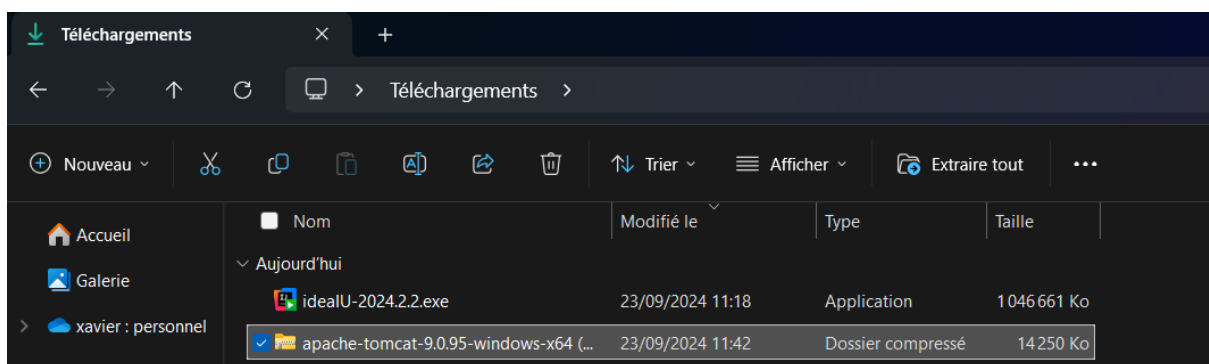 Téléchargements
Téléchargements
Nouveau Trier Afficher Extraire tout
Nom Modifié le Type Taille
Accueil
Aujourd'hui
Galerie
ideaIU-2024.2.2.exe 23/09/2024 11:18 Application 1 046 661 Ko
xavier : personnel
apache-tomcat-9.0.95-windows-x64 (... 23/09/2024 11:42 Dossier compressé 14 250 Ko